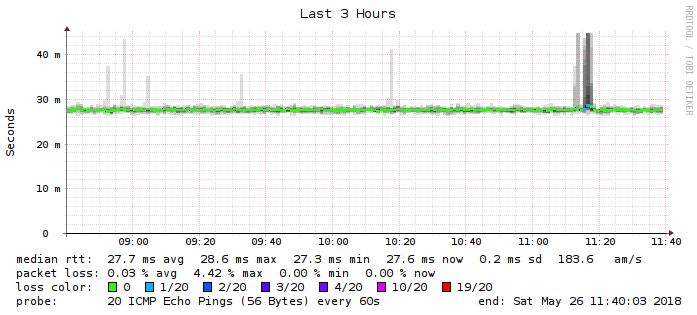 Last 3 Hours
RRDTOOL / TOBI OETIKER
Seconds
40 m
30 m
20 m
10 m
0
09:00 09:20 09:40 10:00 10:20 10:40 11:00 11:20 11:40
median rtt: 27.7 ms avg 28.6 ms max 27.3 ms min 27.6 ms now 0.2 ms sd 183.6 am/s
packet loss: 0.03 % avg 4.42 % max 0.00 % min 0.00 % now
loss color: 0 1/20 2/20 3/20 4/20 10/20 19/20
probe: 20 ICMP Echo Pings (56 Bytes) every 60s end: Sat May 26 11:40:03 2018